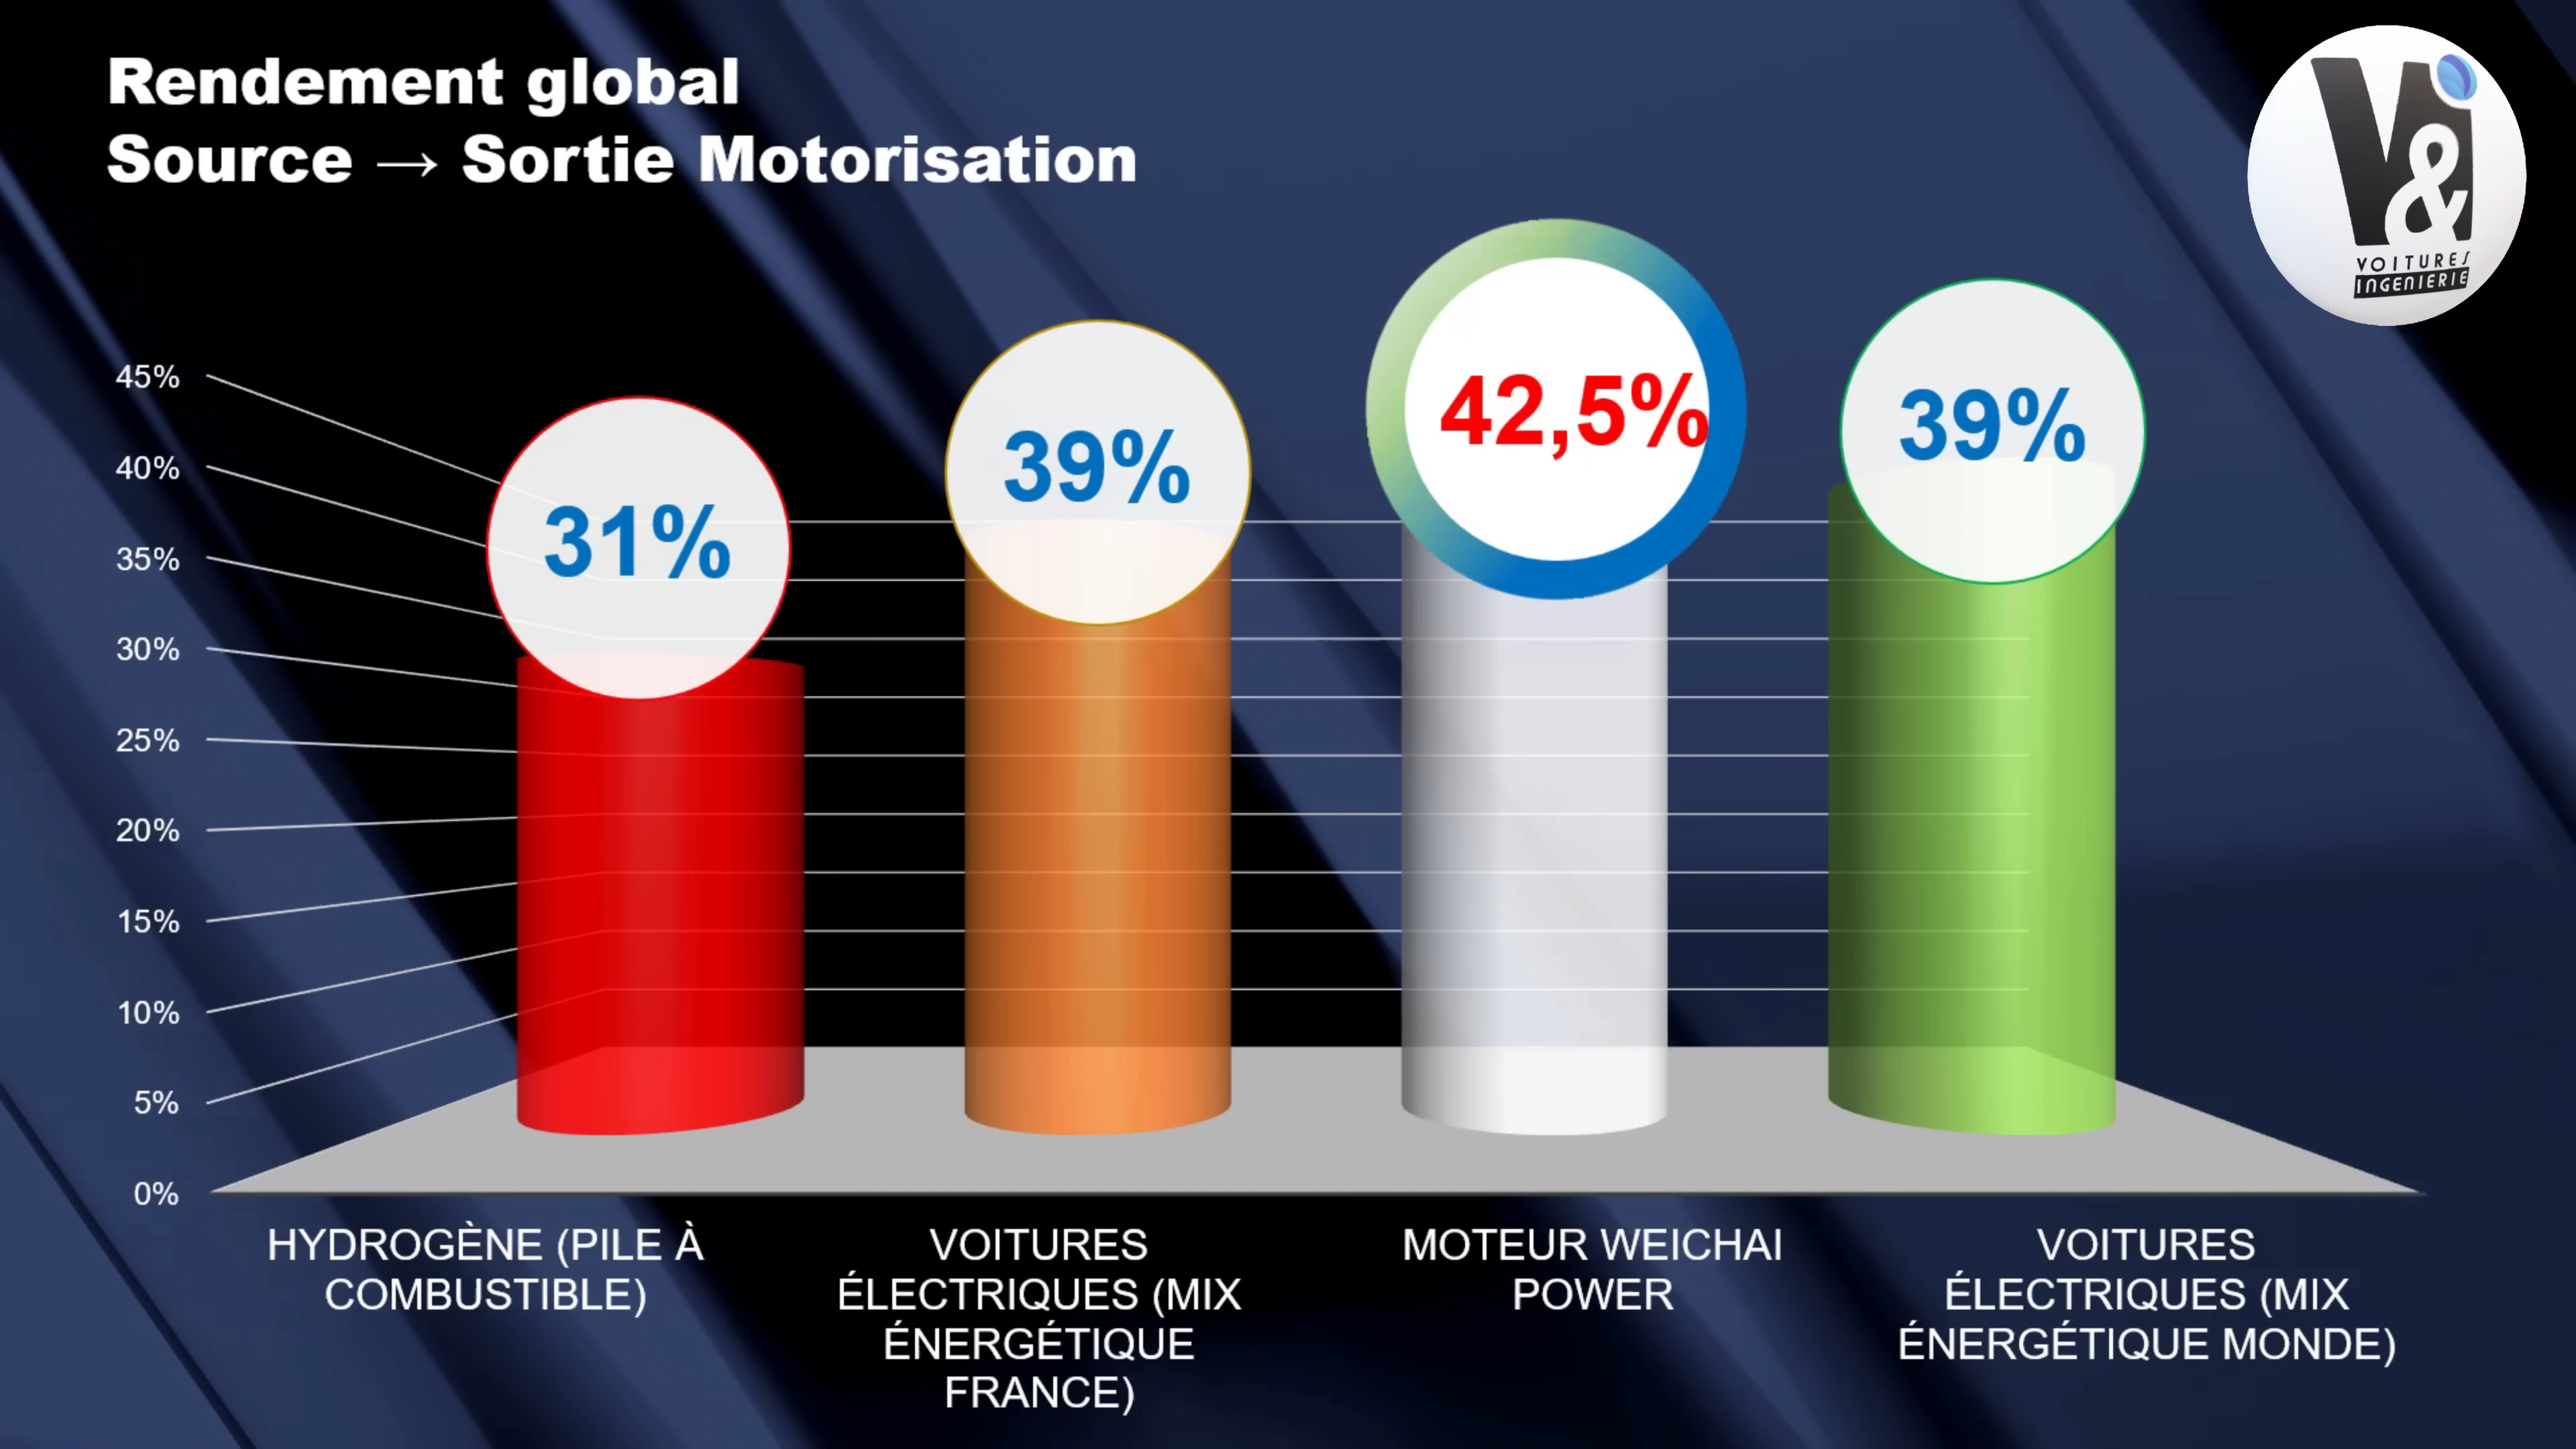 Rendement global
Source → Sortie Motorisation
V&i
VOITURES
INGENIERIE
45%
40%
35%
30%
25%
20%
15%
10%
5%
0%
31%
39%
42,5%
39%
HYDROGÈNE (PILE À
COMBUSTIBLE)
VOITURES
ÉLECTRIQUES (MIX
ÉNERGÉTIQUE
FRANCE)
MOTEUR WEICHAI
POWER
VOITURES
ÉLECTRIQUES (MIX
ÉNERGÉTIQUE MONDE)